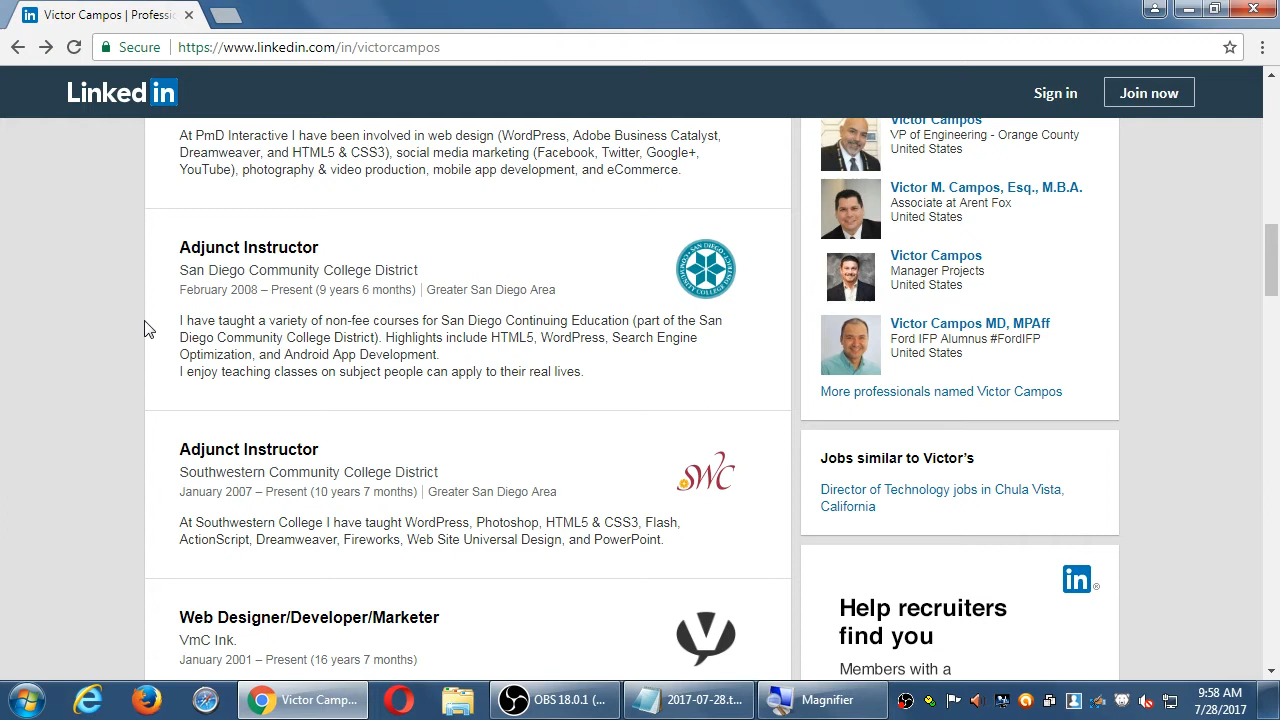 Victor Campos | Professi
Secure
https://www.linkedin.com/in/victorcampos
Linked in
Sign in
Join now
At PmD Interactive I have been involved in web design (WordPress, Adobe Business Catalyst,
Dreamweaver, and HTML5 & CSS3), social media marketing (Facebook, Twitter, Google+,
YouTube), photography & video production, mobile app development, and eCommerce.
Adjunct Instructor
San Diego Community College District
February 2008 – Present (9 years 6 months) | Greater San Diego Area
I have taught a variety of non-fee courses for San Diego Continuing Education (part of the San
Diego Community College District). Highlights include HTML5, WordPress, Search Engine
Optimization, and Android App Development.
I enjoy teaching classes on subject people can apply to their real lives.
Adjunct Instructor
Southwestern Community College District
January 2007 – Present (10 years 7 months) | Greater San Diego Area
SWC
At Southwestern College I have taught WordPress, Photoshop, HTML5 & CSS3, Flash,
ActionScript, Dreamweaver, Fireworks, Web Site Universal Design, and PowerPoint.
Web Designer/Developer/Marketer
VmC Ink.
January 2001 – Present (16 years 7 months)
Victor Campos
VP of Engineering - Orange County
United States
Victor M. Campos, Esq., M.B.A.
Associate at Arent Fox
United States
Victor Campos
Manager Projects
United States
Victor Campos MD, MPAff
Ford IFP Alumnus #FordIFP
United States
More professionals named Victor Campos
Jobs similar to Victor's
Director of Technology jobs in Chula Vista,
California
in ®
Help recruiters
find you
Members with a
Victor Camp...
OBS 18.0.1 (...
2017-07-28.t...
Magnifier
9:58 AM
7/28/2017